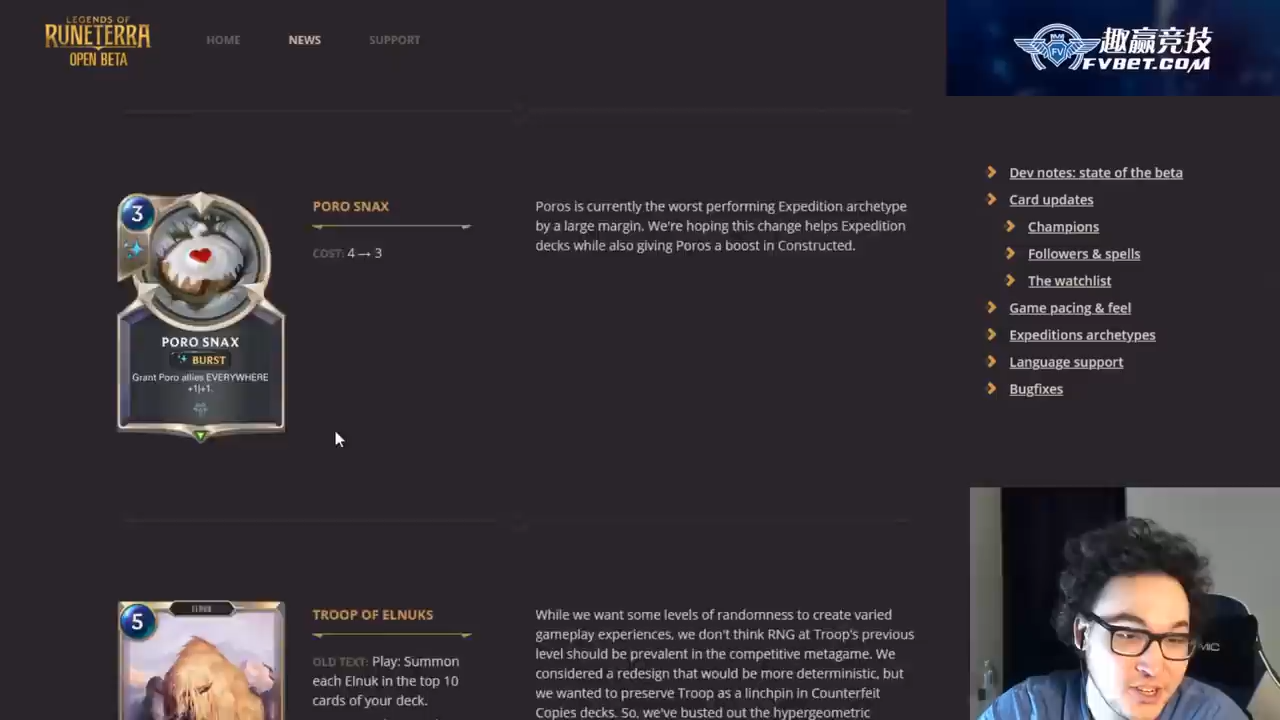 LEGENDS OF
RUNETERRA
OPEN BETA
HOME
NEWS
SUPPORT
趣赢竞技
FV
FVBET.COM
3
PORO SNAX
BURST
Grant Poro allies EVERYWHERE
+1|+1.
PORO SNAX
COST: 4 → 3
Poros is currently the worst performing Expedition archetype
by a large margin. We're hoping this change helps Expedition
decks while also giving Poros a boost in Constructed.
Dev notes: state of the beta
Card updates
Champions
Followers & spells
The watchlist
Game pacing & feel
Expeditions archetypes
Language support
Bugfixes
5
ELNUK
TROOP OF ELNUKS
OLD TEXT: Play: Summon
each Elnuk in the top 10
cards of your deck.
While we want some levels of randomness to create varied
gameplay experiences, we don't think RNG at Troop's previous
level should be prevalent in the competitive metagame. We
considered a redesign that would be more deterministic, but
we wanted to preserve Troop as a linchpin in Counterfeit
Copies decks. So, we've busted out the hypergeometric